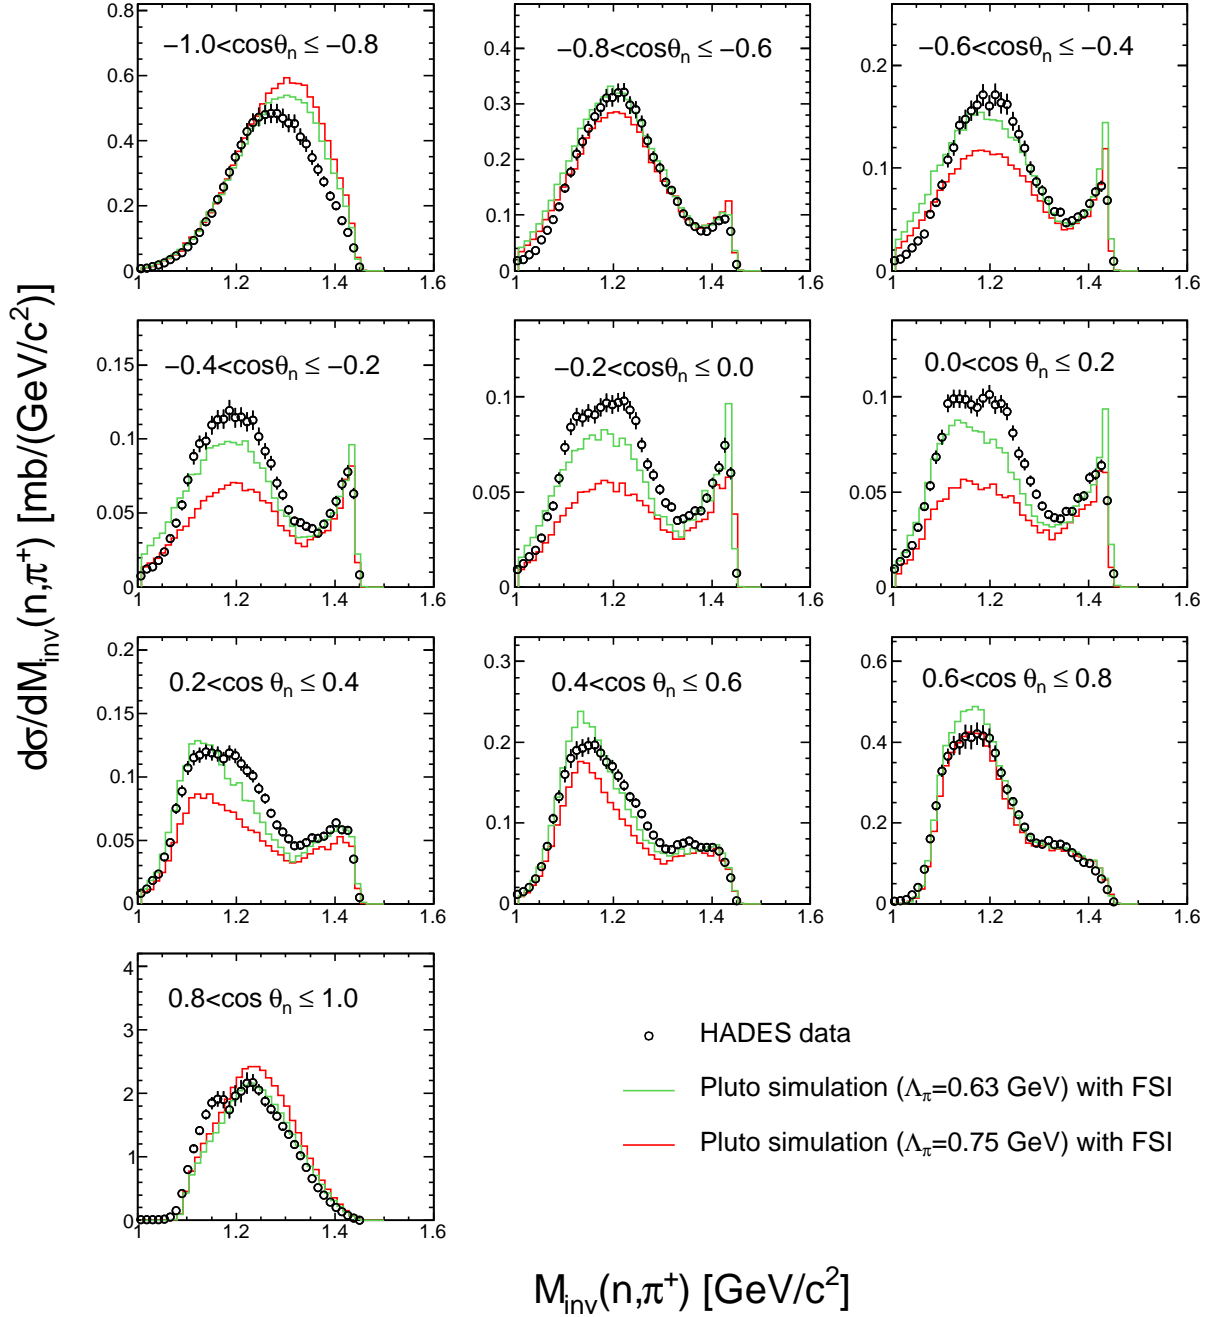 −1.0<cosθn ≤ −0.8
0.8
0.6
0.4
0.2
0
1 1.2 1.4 1.6
−0.8<cosθn ≤ −0.6
0.4
0.3
0.2
0.1
0
1 1.2 1.4 1.6
−0.6<cosθn ≤ −0.4
0.2
0.1
0
1 1.2 1.4 1.6
−0.4<cosθn ≤ −0.2
0.15
0.1
0.05
0
1 1.2 1.4 1.6
−0.2<cosθn ≤ 0.0
0.1
0.05
0
1 1.2 1.4 1.6
0.0<cos θn ≤ 0.2
0.1
0.05
0
1 1.2 1.4 1.6
0.2<cos θn ≤ 0.4
0.2
0.15
0.1
0.05
0
1 1.2 1.4 1.6
0.4<cos θn ≤ 0.6
0.3
0.2
0.1
0
1 1.2 1.4 1.6
0.6<cos θn ≤ 0.8
0.6
0.4
0.2
0
1 1.2 1.4 1.6
0.8<cos θn ≤ 1.0
4
3
2
1
0
1 1.2 1.4 1.6
HADES data
Pluto simulation (Λπ=0.63 GeV) with FSI
Pluto simulation (Λπ=0.75 GeV) with FSI
dσ/dMinv(n,π+) [mb/(GeV/c2)]
Minv(n,π+) [GeV/c2]